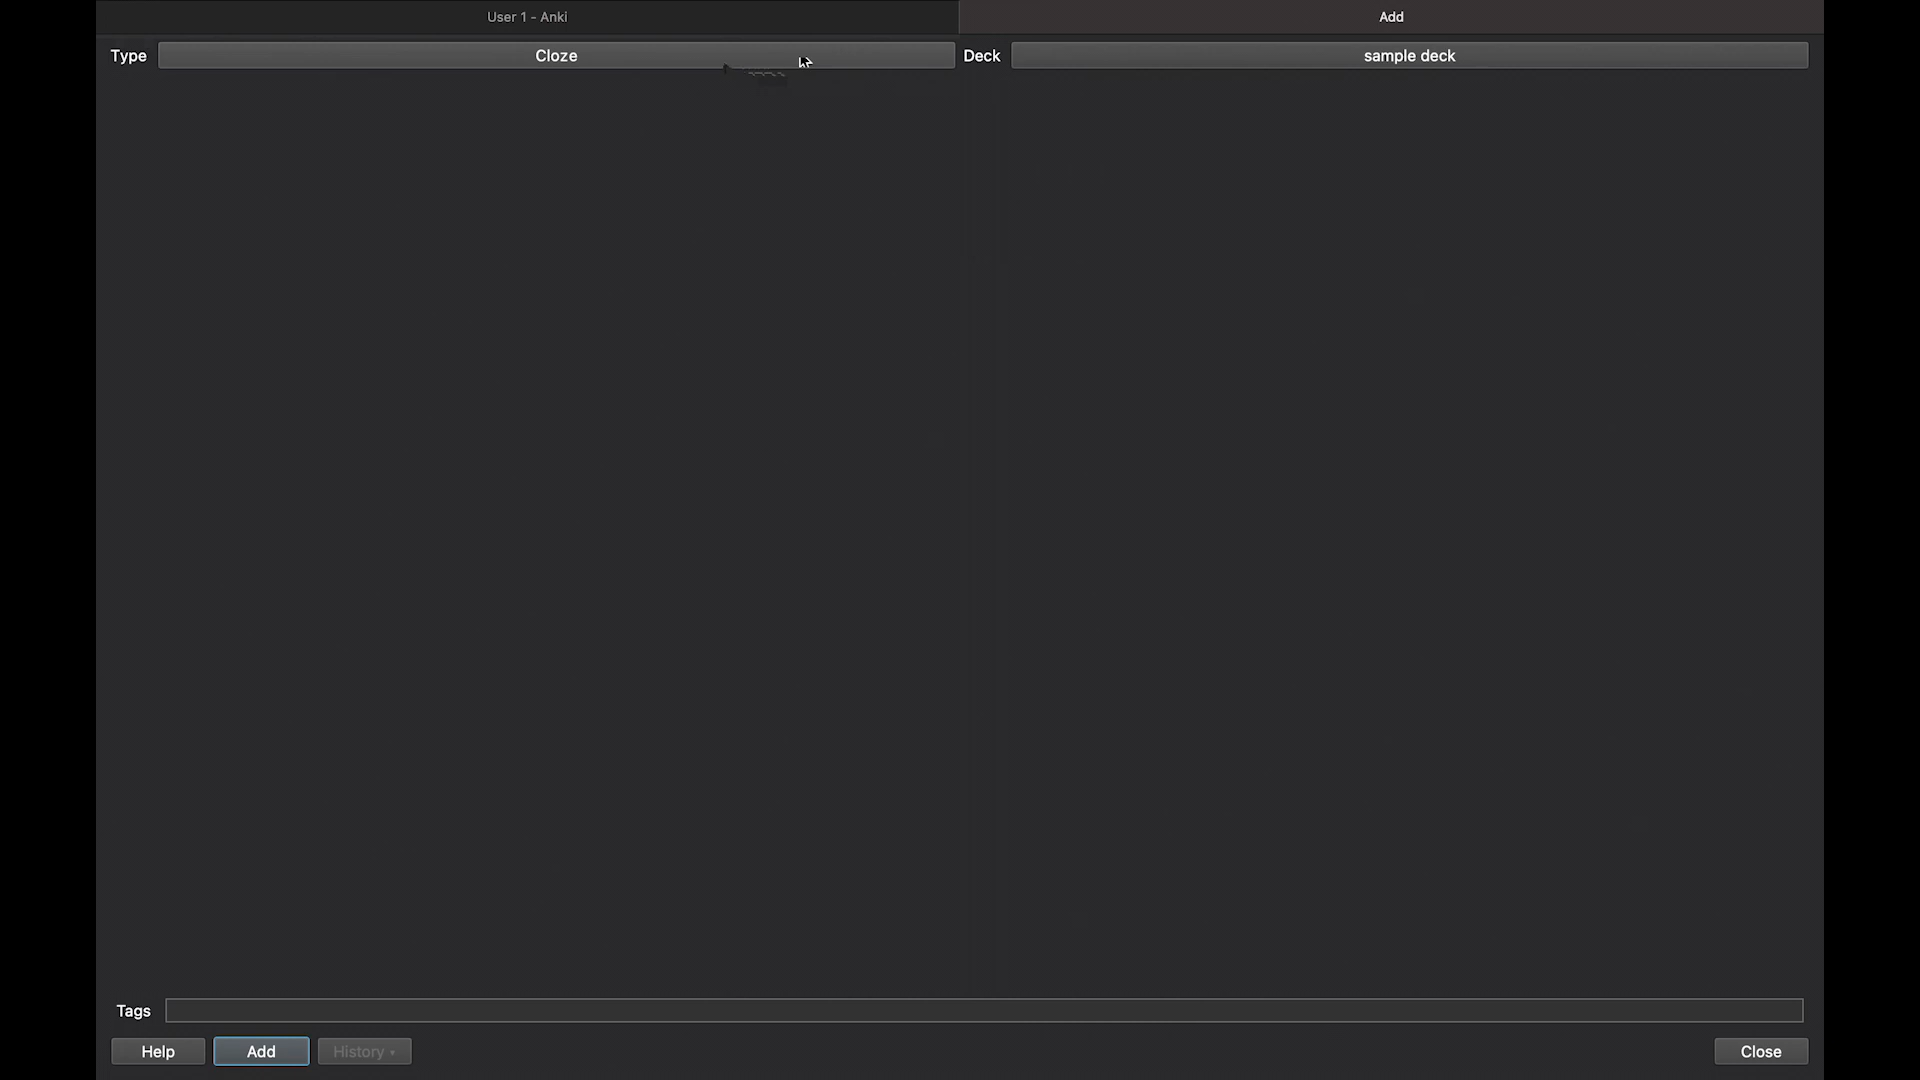 User 1 - Anki
Add
Type
Cloze
Deck
sample deck
Tags
Help
Add
History
Close